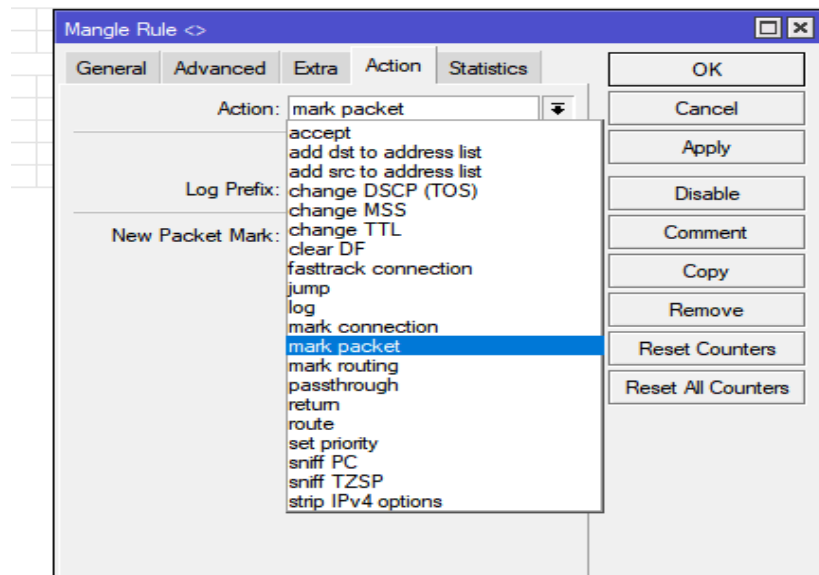 Mangle Rule <>
General Advanced Extra Action Statistics
Action: mark packet
accept
add dst to address list
add src to address list
Log Prefix: change DSCP (TOS)
change MSS
New Packet Mark: change TTL
clear DF
fasttrack connection
jump
log
mark connection
mark packet
mark routing
passthrough
return
route
set priority
sniff PC
sniff TZSP
strip IPv4 options
OK
Cancel
Apply
Disable
Comment
Copy
Remove
Reset Counters
Reset All Counters